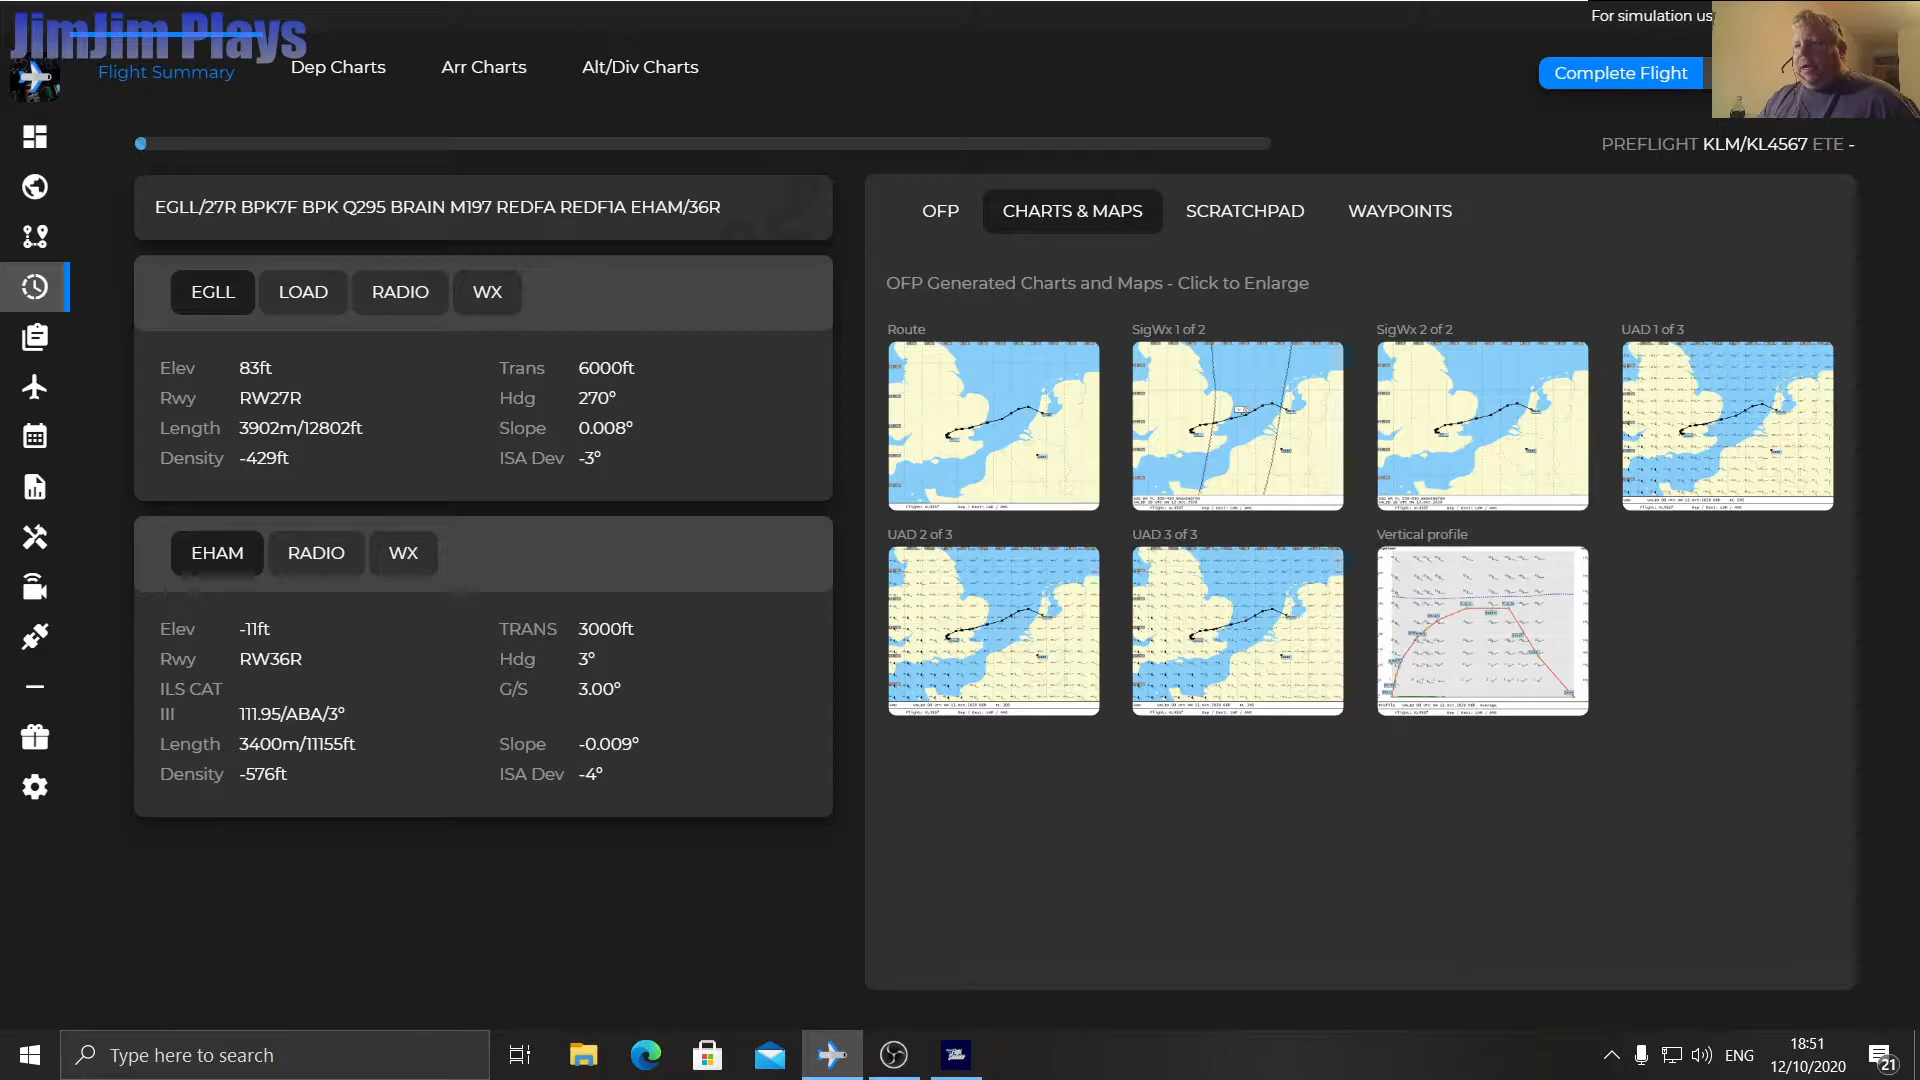 JimJim Plays
For simulation us
Flight Summary
Dep Charts
Arr Charts
Alt/Div Charts
Complete Flight
PREFLIGHT KLM/KL4567 ETE -
EGLL/27R BPK7F BPK Q295 BRAIN M197 REDFA REDF1A EHAM/36R
OFP
CHARTS & MAPS
SCRATCHPAD
WAYPOINTS
EGLL
LOAD
RADIO
WX
OFP Generated Charts and Maps - Click to Enlarge
Elev 83ft Trans 6000ft
Rwy RW27R Hdg 270°
Length 3902m/12802ft Slope 0.008°
Density -429ft ISA Dev -3°
Route
SigWx 1 of 2
SigWx 2 of 2
UAD 1 of 3
UAD 2 of 3
UAD 3 of 3
Vertical profile
EHAM
RADIO
WX
Elev -11ft TRANS 3000ft
Rwy RW36R Hdg 3°
ILS CAT G/S 3.00°
III 111.95/ABA/3°
Length 3400m/11155ft Slope -0.009°
Density -576ft ISA Dev -4°
Type here to search
ENG
18:51
12/10/2020
21